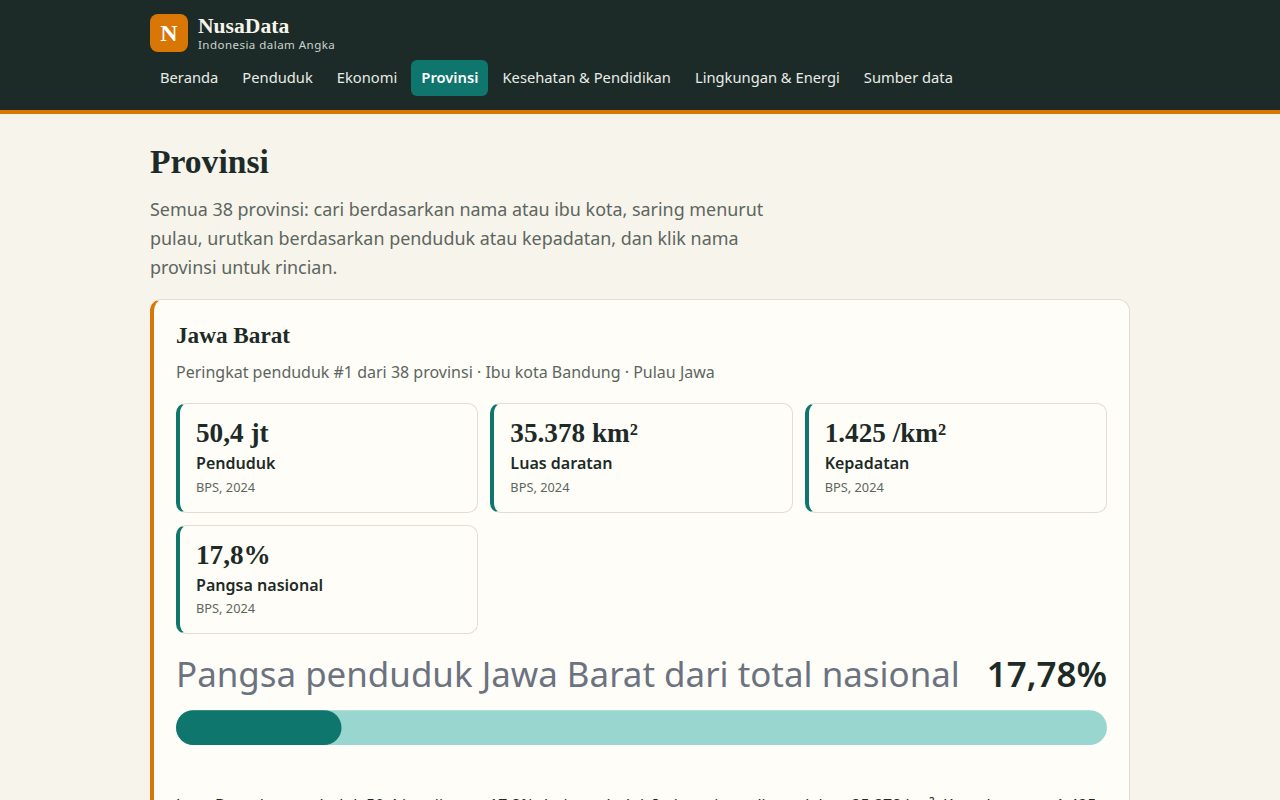 N
NusaData
Indonesia dalam Angka
Beranda Penduduk Ekonomi Provinsi Kesehatan & Pendidikan Lingkungan & Energi Sumber data
Provinsi
Semua 38 provinsi: cari berdasarkan nama atau ibu kota, saring menurut
pulau, urutkan berdasarkan penduduk atau kepadatan, dan klik nama
provinsi untuk rincian.
Jawa Barat
Peringkat penduduk #1 dari 38 provinsi · Ibu kota Bandung · Pulau Jawa
50,4 jt
Penduduk
BPS, 2024
35.378 km²
Luas daratan
BPS, 2024
1.425 /km²
Kepadatan
BPS, 2024
17,8%
Pangsa nasional
BPS, 2024
Pangsa penduduk Jawa Barat dari total nasional 17,78%